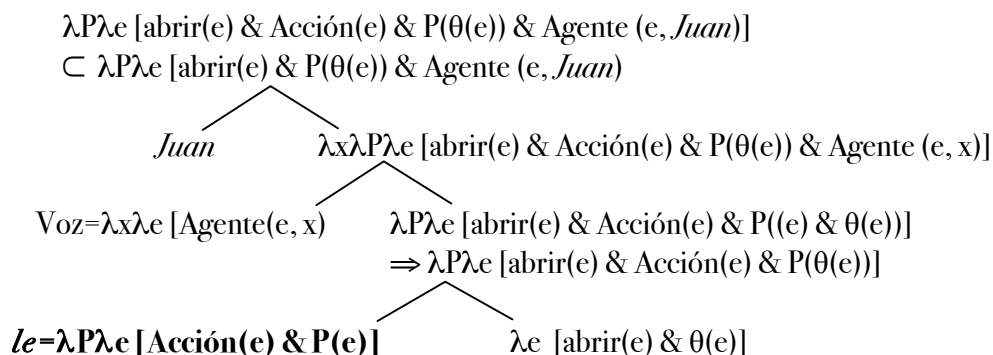 λPλe [abrir(e) & Acción(e) & P(θ(e)) & Agente (e, Juan)]
⊂ λPλe [abrir(e) & P(θ(e)) & Agente (e, Juan)
Juan λxλPλe [abrir(e) & Acción(e) & P(θ(e)) & Agente (e, x)]
Voz=λxλe [Agente(e, x) λPλe [abrir(e) & Acción(e) & P((e) & θ(e))]
⇒ λPλe [abrir(e) & Acción(e) & P(θ(e))]
le=λPλe [Acción(e) & P(e)] λe [abrir(e) & θ(e)]